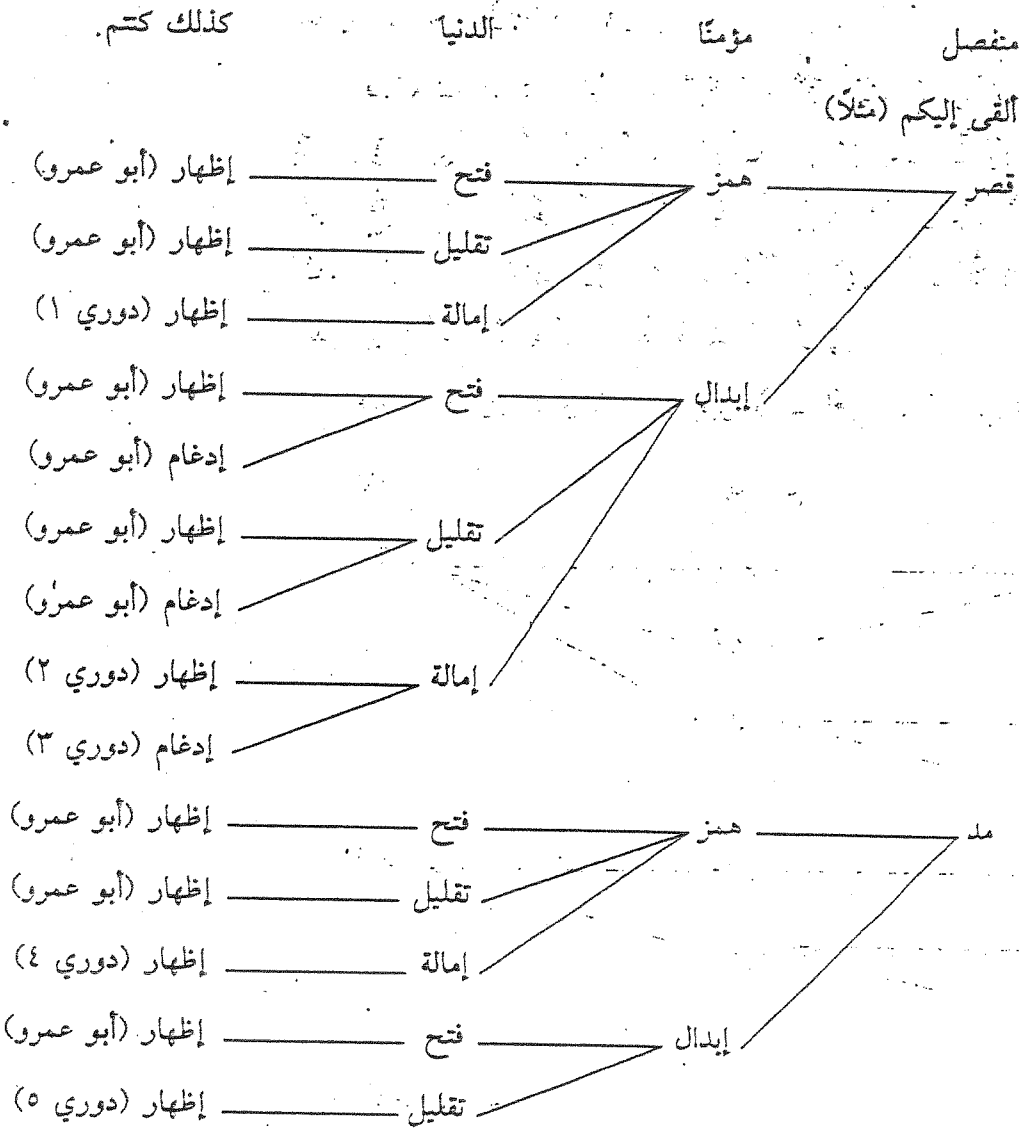 منفصل مؤمنًا الدنيا كذلك كنتم.
ألقى إليكم (مثلًا)
قصر همز فتح إظهار (أبو عمرو)
تقليل إظهار (أبو عمرو)
إمالة إظهار (دوري ١)
إبدال فتح إظهار (أبو عمرو)
إدغام (أبو عمرو)
تقليل إظهار (أبو عمرو)
إدغام (أبو عمرو)
إمالة إظهار (دوري ٢)
إدغام (دوري ٣)
مد همز فتح إظهار (أبو عمرو)
تقليل إظهار (أبو عمرو)
إمالة إظهار (دوري ٤)
إبدال فتح إظهار (أبو عمرو)
تقليل إظهار (دوري ٥)